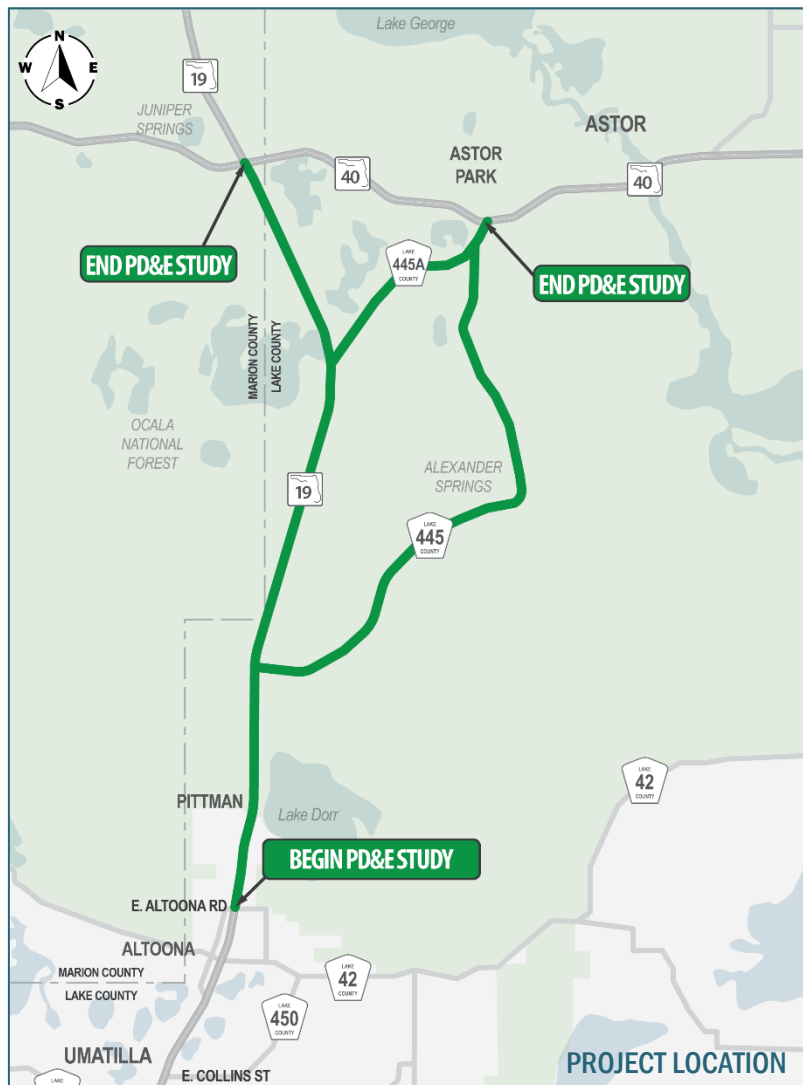 Lake George
N
W E
S
19
JUNIPER
SPRINGS
ASTOR
ASTOR
PARK
40
40
END PD&E STUDY
LAKE
445A
COUNTY
END PD&E STUDY
MARION COUNTY
LAKE COUNTY
OCALA
NATIONAL
FOREST
ALEXANDER
SPRINGS
19
LAKE
445
COUNTY
LAKE
42
COUNTY
PITTMAN
Lake Dorr
BEGIN PD&E STUDY
E. ALTOONA RD
ALTOONA
MARION COUNTY
LAKE COUNTY
LAKE
42
COUNTY
LAKE
450
COUNTY
UMATILLA
E. COLLINS ST
LAKE
PROJECT LOCATION